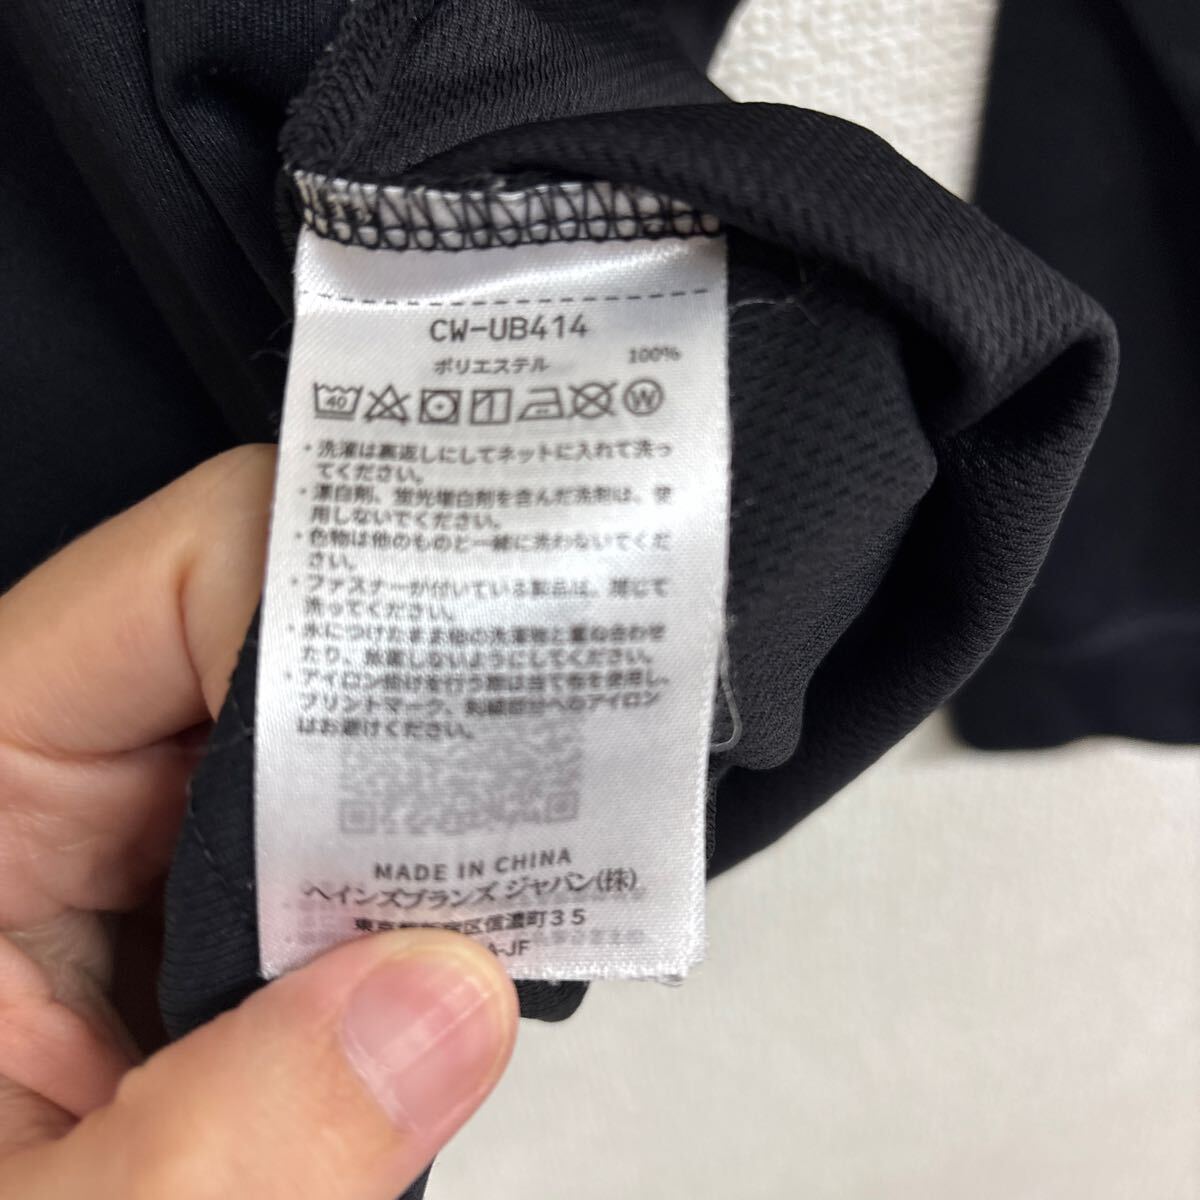 CW-UB414
ポリエステル 100%
40
W
・洗濯は裏返しにしてネットに入れて洗っ
てください。
・漂白剤、蛍光増白剤を含んだ洗剤は、使
用しないでください。
・色物は他のものと一緒に洗わないでくだ
さい。
・ファスナーが付いている製品は、閉じて
洗ってください。
・水につけたまま他の洗濯物と重ね合わせ
たり、放置しないようにしてください。
・アイロン掛けを行う際は当て布を使用し、
プリントマーク、刺繍部分へのアイロン
はお避けください。
MADE IN CHINA
ヘインズブランズ ジャパン(株)
東京都新宿区信濃町35
A-JF